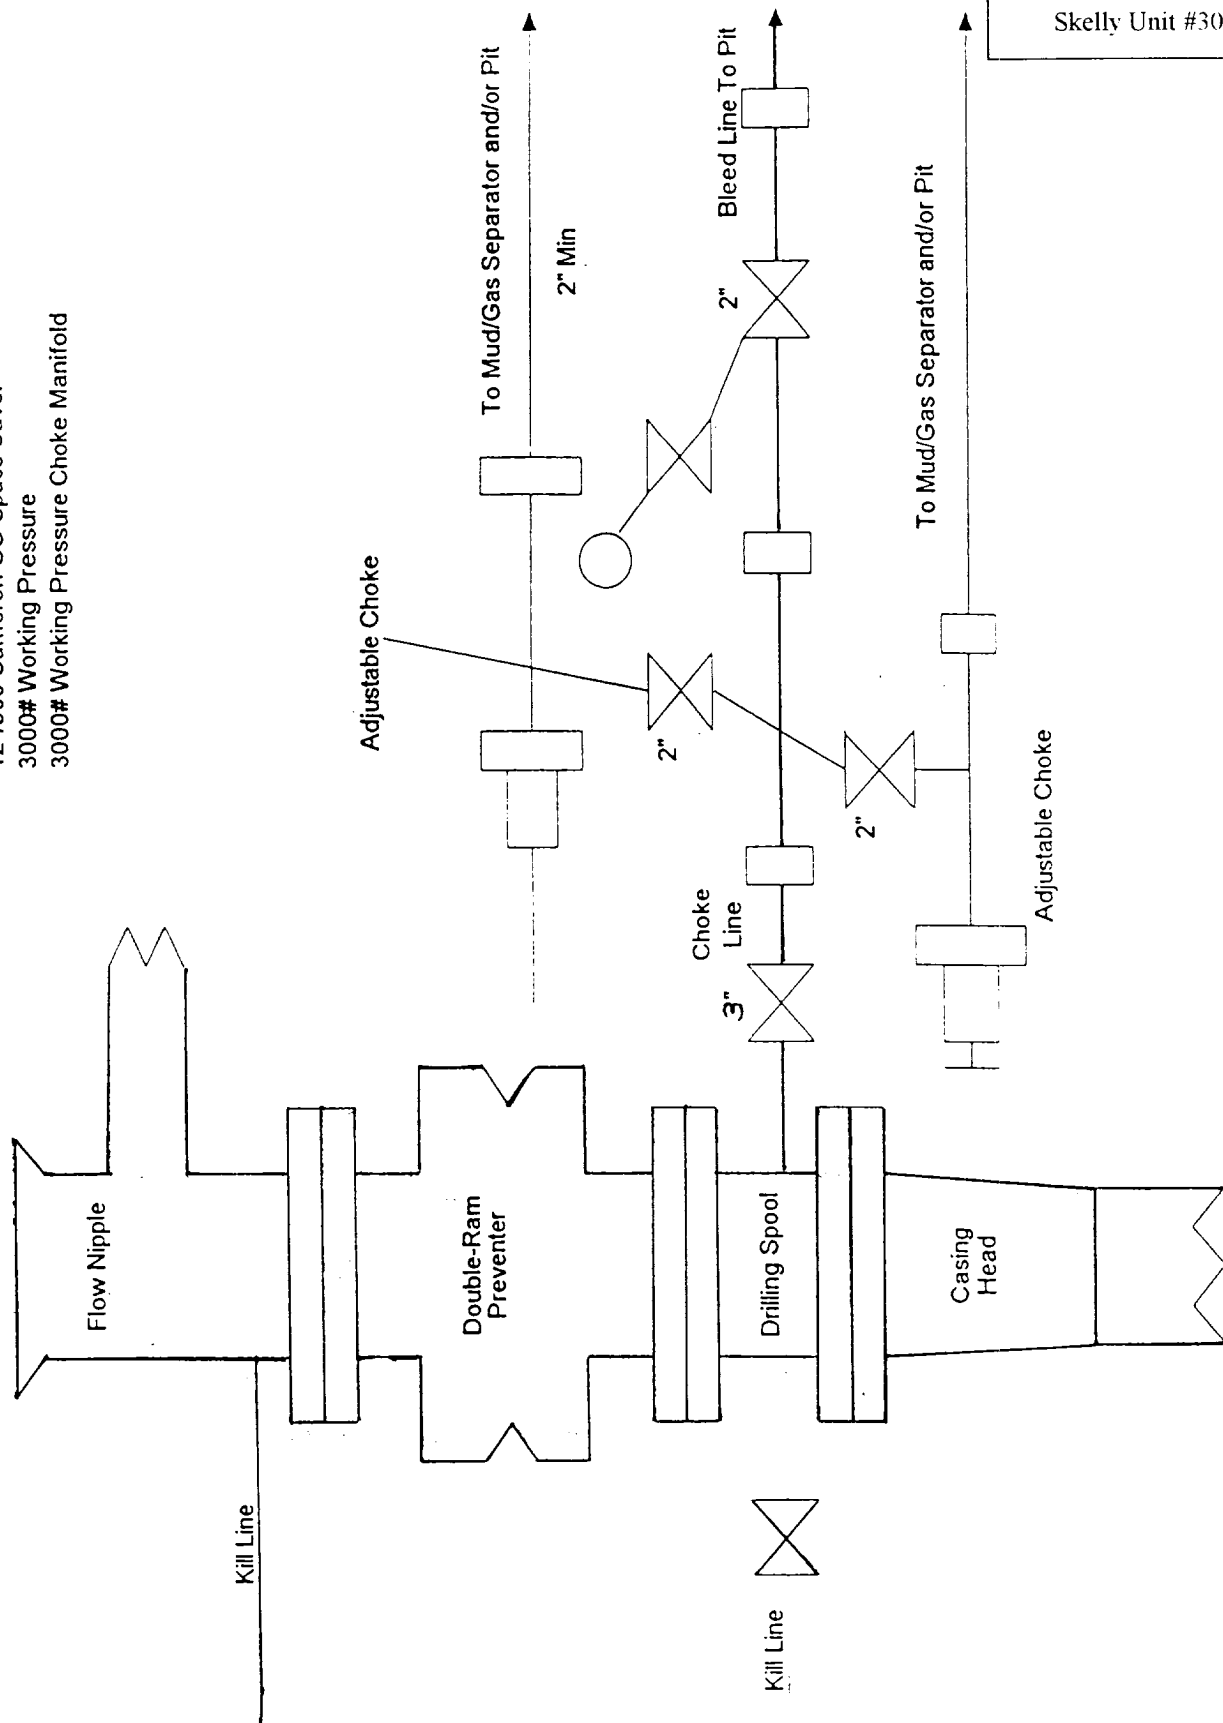 Skelly Unit #30
3000# Working Pressure
3000# Working Pressure Choke Manifold
Flow Nipple
Kill Line
Adjustable Choke
To Mud/Gas Separator and/or Pit
2" Min
Double-Ram
Preventer
2"
2"
Bleed Line To Pit
Choke
Line
3"
Drilling Spool
Kill Line
2"
To Mud/Gas Separator and/or Pit
Adjustable Choke
Casing
Head